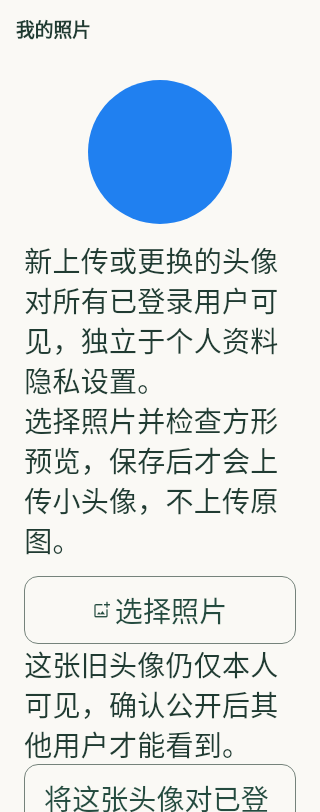 我的照片
新上传或更换的头像
对所有已登录用户可
见，独立于个人资料
隐私设置。
选择照片并检查方形
预览，保存后才会上
传小头像，不上传原
图。
选择照片
这张旧头像仍仅本人
可见，确认公开后其
他用户才能看到。
将这张头像对已登